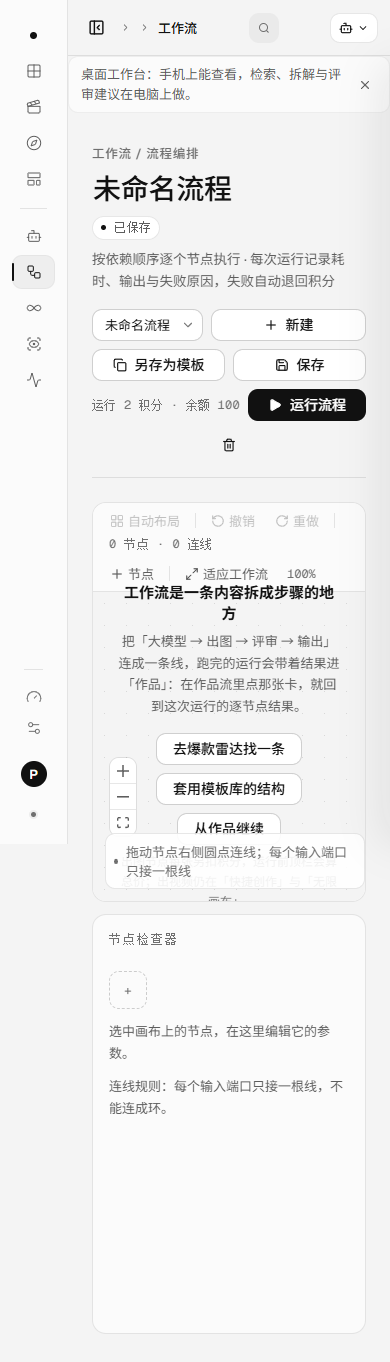 工作流
桌面工作台：手机上能查看，检索、拆解与评
审建议在电脑上做。
工作流 / 流程编排
未命名流程
已保存
按依赖顺序逐个节点执行 · 每次运行记录耗
时、输出与失败原因，失败自动退回积分
未命名流程
新建
另存为模板
保存
运行 2 积分 · 余额 100
运行流程
自动布局
撤销
重做
0 节点 · 0 连线
节点
适应工作流
100%
工作流是一条内容拆成步骤的地
方
把「大模型 → 出图 → 评审 → 输出」
连成一条线，跑完的运行会带着结果进
「作品」：在作品流里点那张卡，就回
到这次运行的逐节点结果。
去爆款雷达找一条
套用模板库的结构
从作品继续
拖动节点右侧圆点连线；每个输入端口
只接一根线
P
节点检查器
选中画布上的节点，在这里编辑它的参
数。
连线规则：每个输入端口只接一根线，不
能连成环。